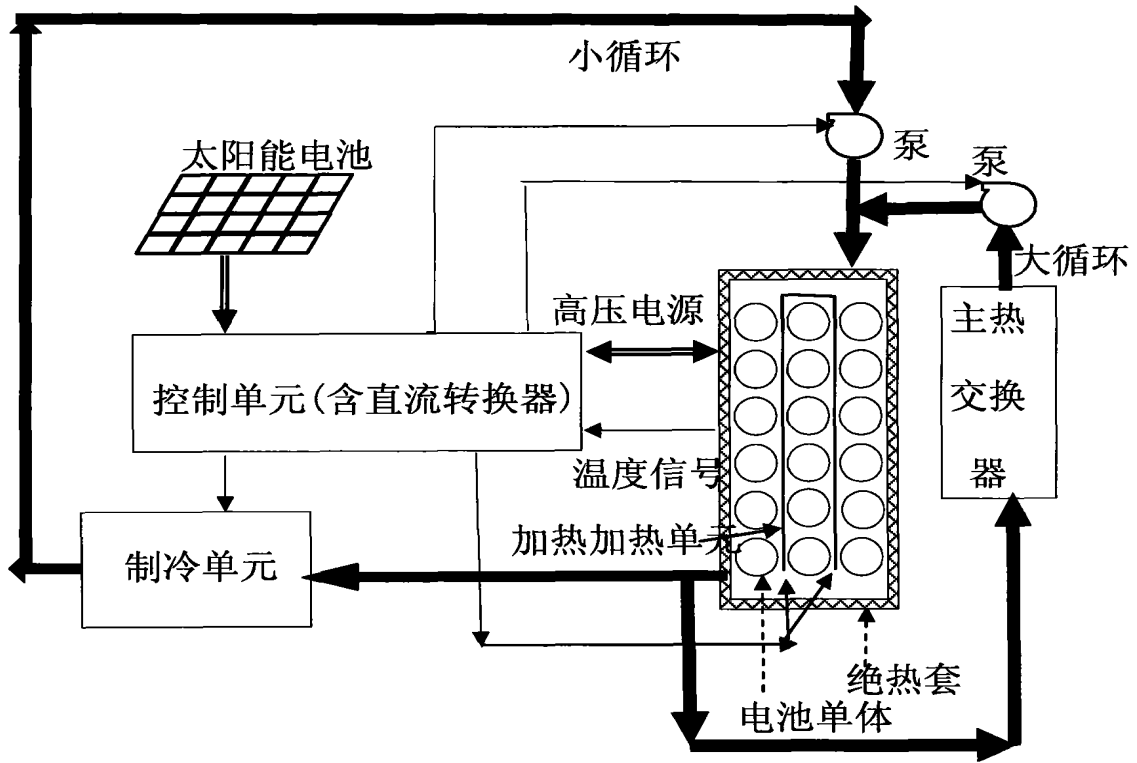 小循环
太阳能电池
泵
泵
大循环
高压电源
主热
交换
器
控制单元(含直流转换器)
温度信号
加热加热单元
制冷单元
绝热套
电池单体